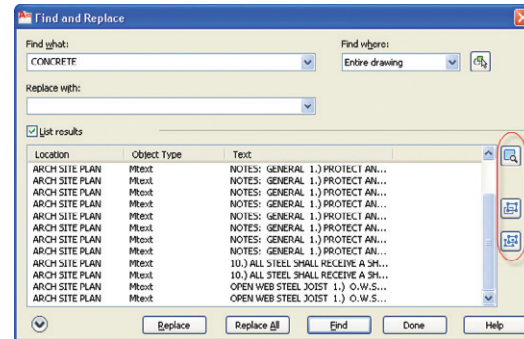 Find and Replace
Find what: Find where:
CONCRETE Entire drawing
Replace with:
List results
Location Object Type Text
ARCH SITE PLAN Mtext NOTES: GENERAL 1.) PROTECT AN...
ARCH SITE PLAN Mtext NOTES: GENERAL 1.) PROTECT AN...
ARCH SITE PLAN Mtext NOTES: GENERAL 1.) PROTECT AN...
ARCH SITE PLAN Mtext NOTES: GENERAL 1.) PROTECT AN...
ARCH SITE PLAN Mtext NOTES: GENERAL 1.) PROTECT AN...
ARCH SITE PLAN Mtext NOTES: GENERAL 1.) PROTECT AN...
ARCH SITE PLAN Mtext NOTES: GENERAL 1.) PROTECT AN...
ARCH SITE PLAN Mtext NOTES: GENERAL 1.) PROTECT AN...
ARCH SITE PLAN Mtext 10.) ALL STEEL SHALL RECEIVE A SH...
ARCH SITE PLAN Mtext 10.) ALL STEEL SHALL RECEIVE A SH...
ARCH SITE PLAN Mtext OPEN WEB STEEL JOIST 1.) O.W.S...
ARCH SITE PLAN Mtext OPEN WEB STEEL JOIST 1.) O.W.S...
Replace Replace All Find Done Help